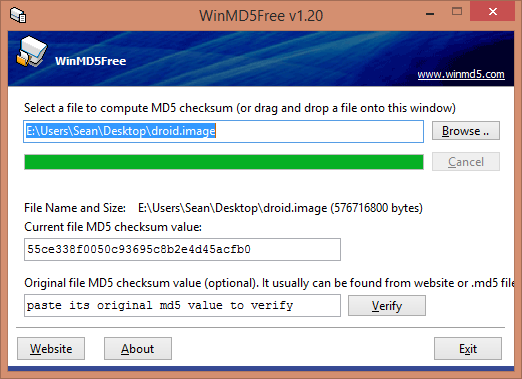 WinMD5Free v1.20
WinMD5Free
www.winmd5.com
Select a file to compute MD5 checksum (or drag and drop a file onto this window)
E:\Users\Sean\Desktop\droid.image
Browse ..
Cancel
File Name and Size: E:\Users\Sean\Desktop\droid.image (576716800 bytes)
Current file MD5 checksum value:
55ce338f0050c93695c8b2e4d45acfb0
Original file MD5 checksum value (optional). It usually can be found from website or .md5 file
paste its original md5 value to verify
Verify
Website
About
Exit